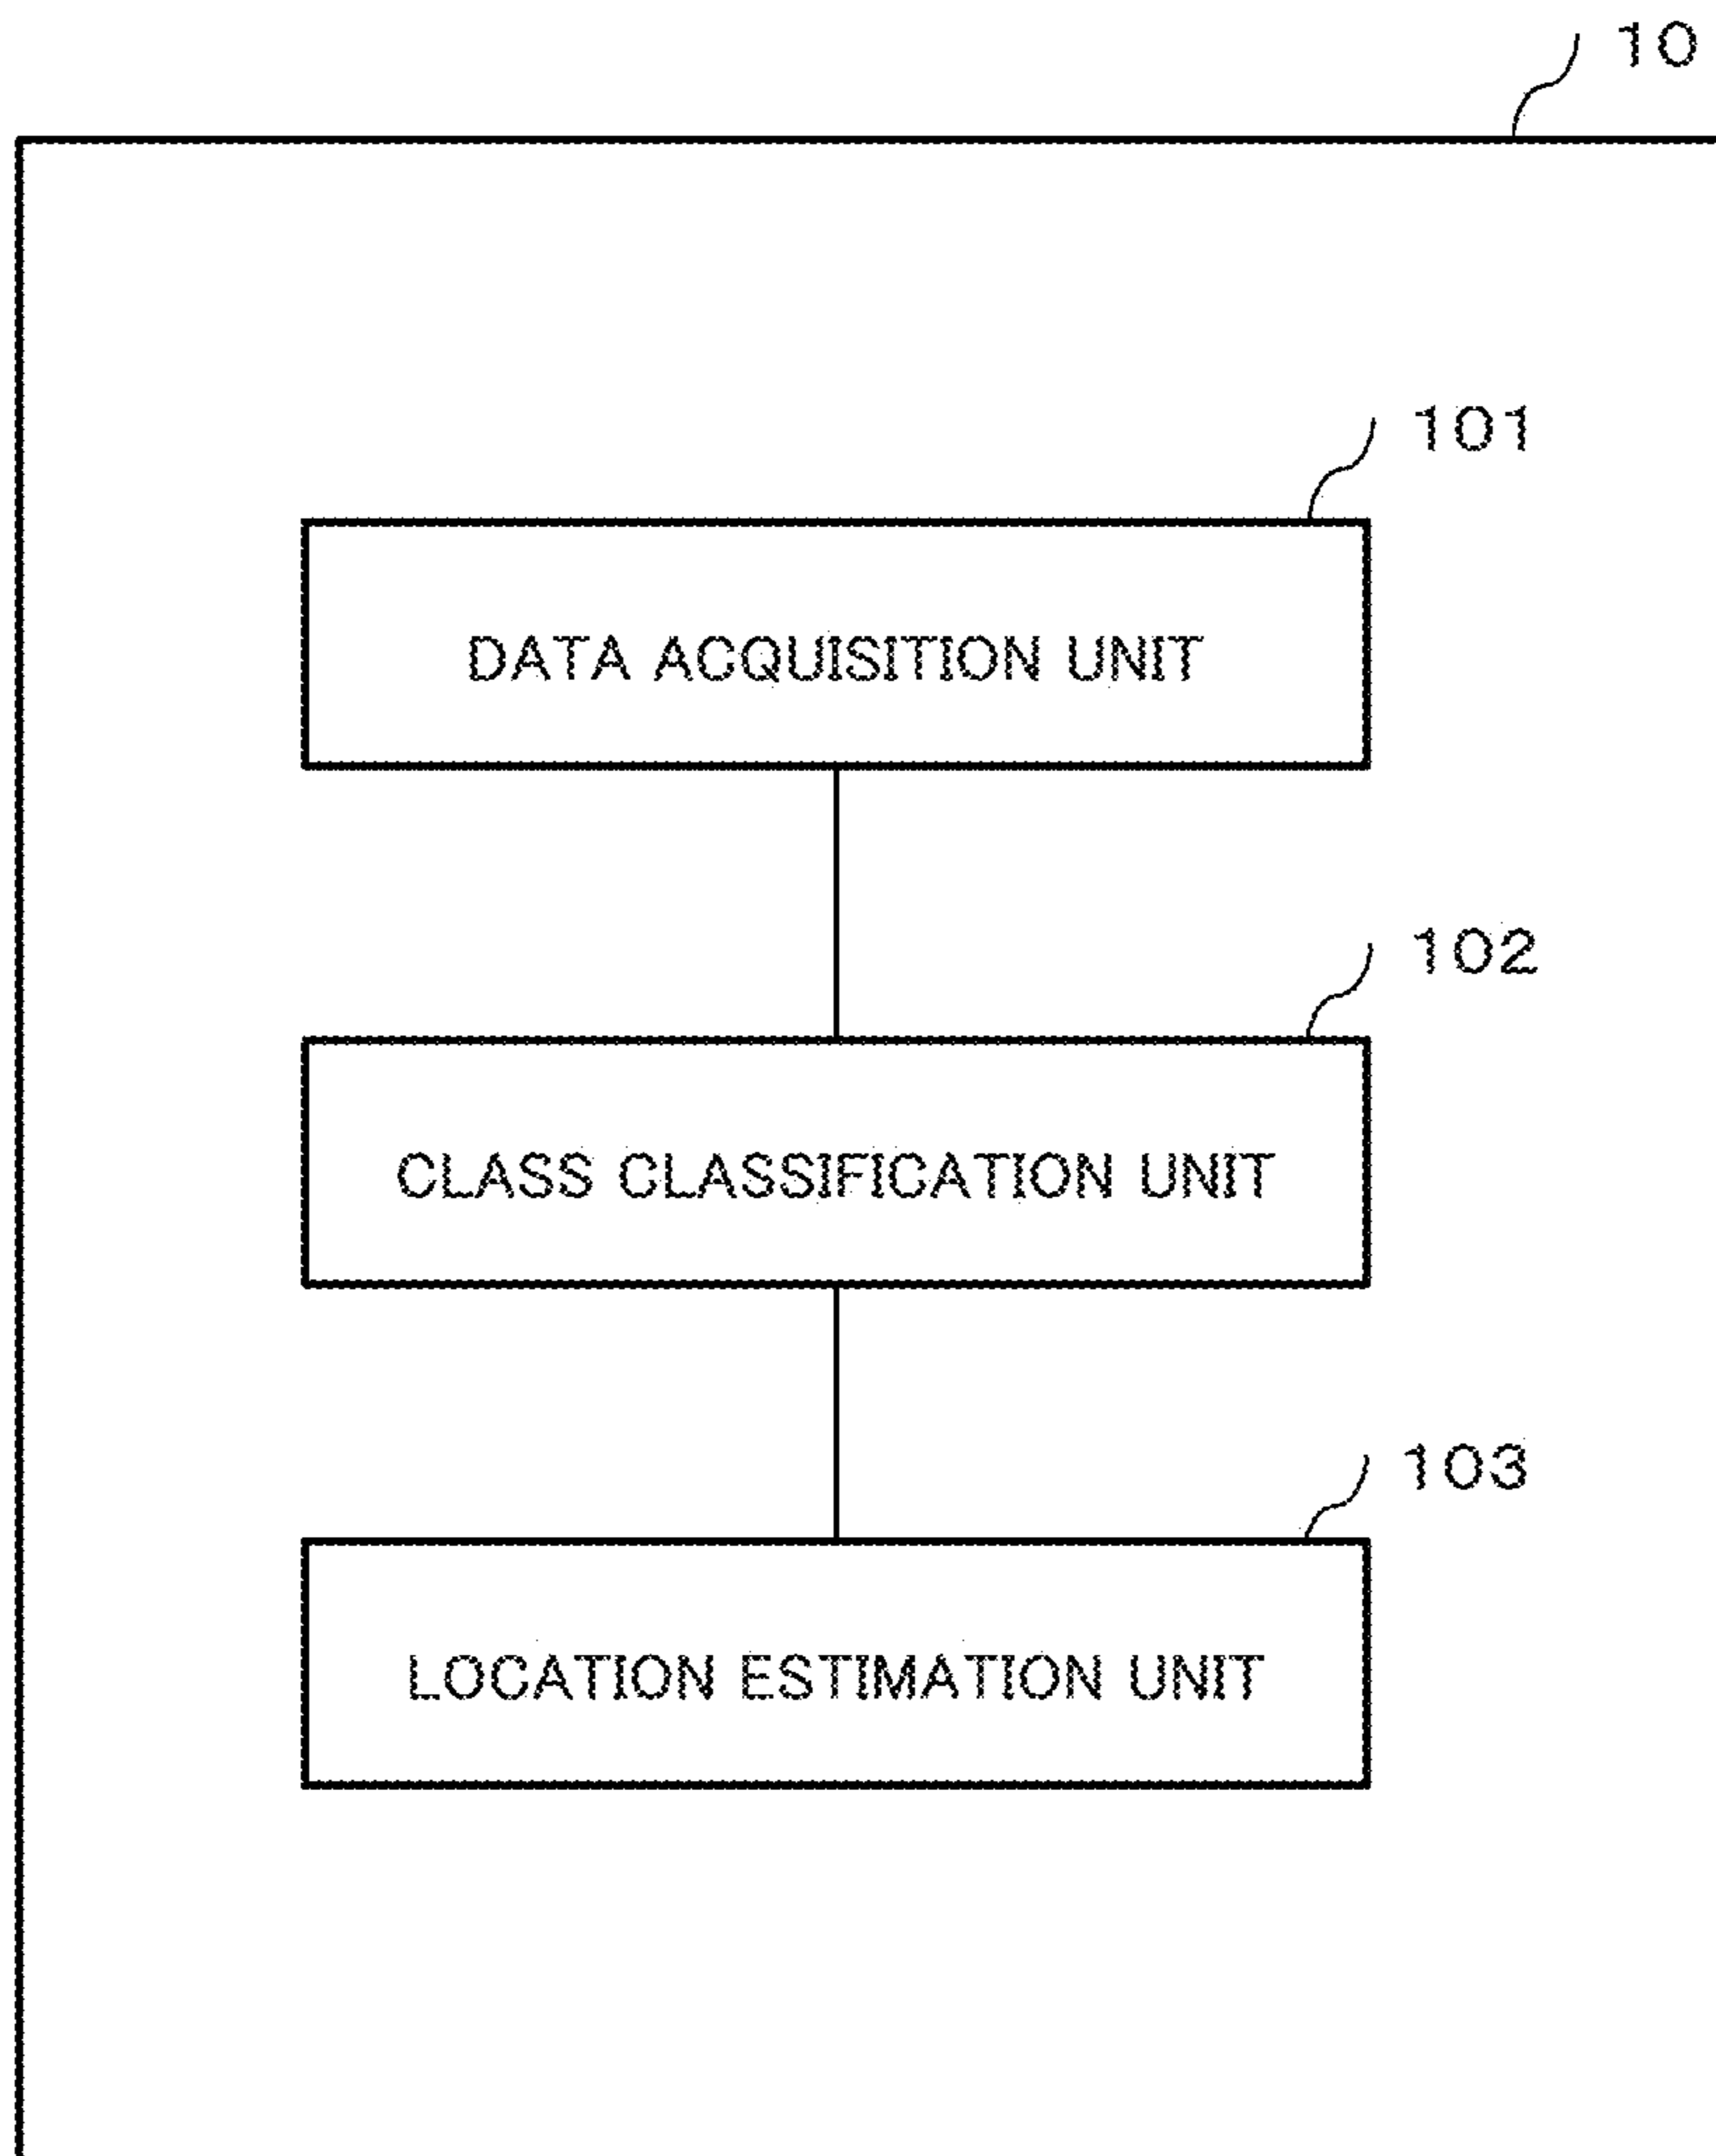 10
101
DATA ACQUISITION UNIT
102
CLASS CLASSIFICATION UNIT
103
LOCATION ESTIMATION UNIT